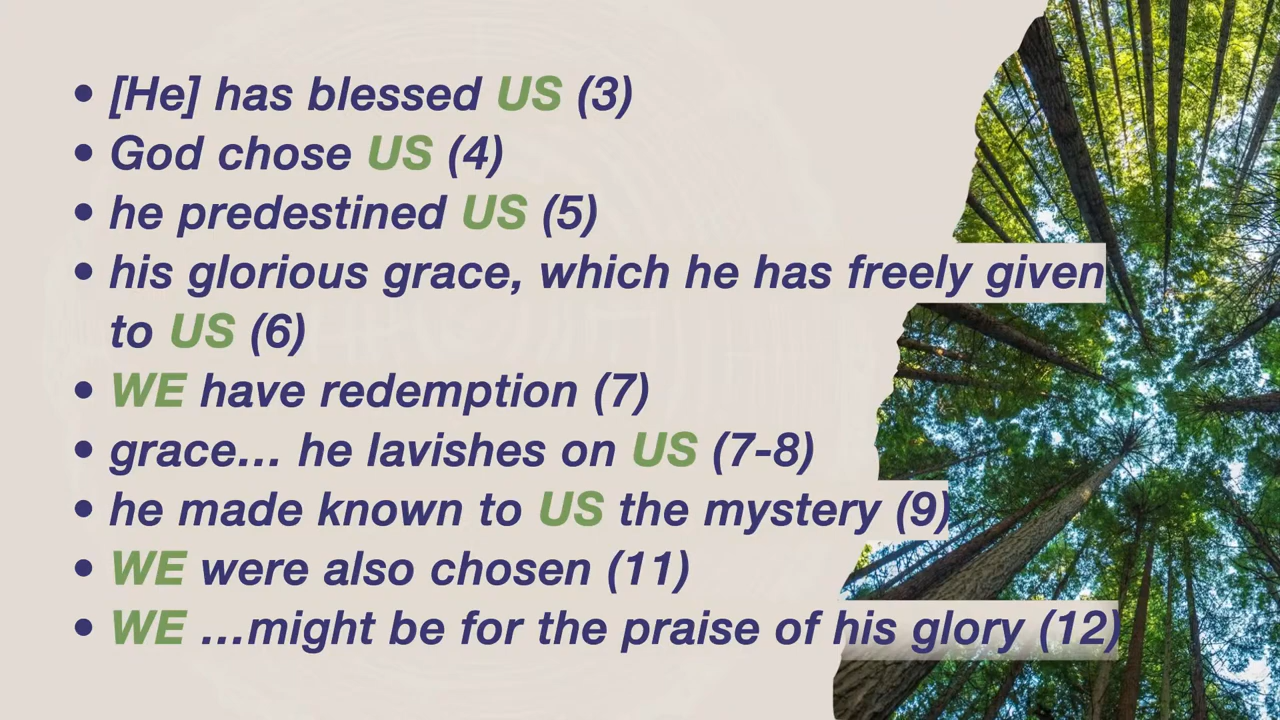 • [He] has blessed US (3)
• God chose US (4)
• he predestined US (5)
• his glorious grace, which he has freely given
to US (6)
• WE have redemption (7)
• grace... he lavishes on US (7-8)
• he made known to US the mystery (9)
• WE were also chosen (11)
• WE ...might be for the praise of his glory (12)